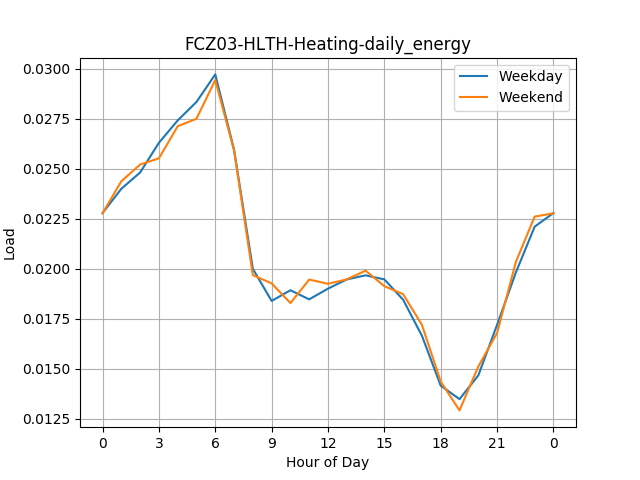 FCZ03-HLTH-Heating-daily_energy
Weekday
Weekend
0.0300
0.0275
0.0250
0.0225
0.0200
0.0175
0.0150
0.0125
Load
0 3 6 9 12 15 18 21 0
Hour of Day